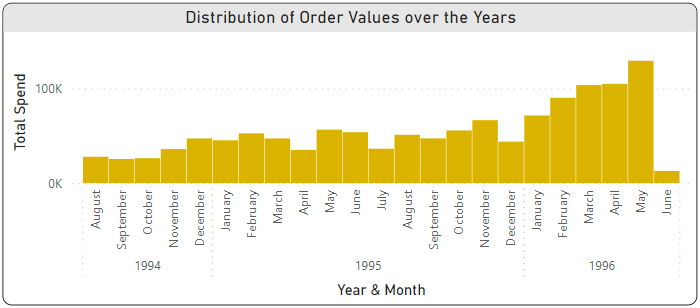 Distribution of Order Values over the Years
Total Spend
100K
0K
August
September
October
November
December
January
February
March
April
May
June
July
August
September
October
November
December
January
February
March
April
May
June
1994
1995
1996
Year & Month